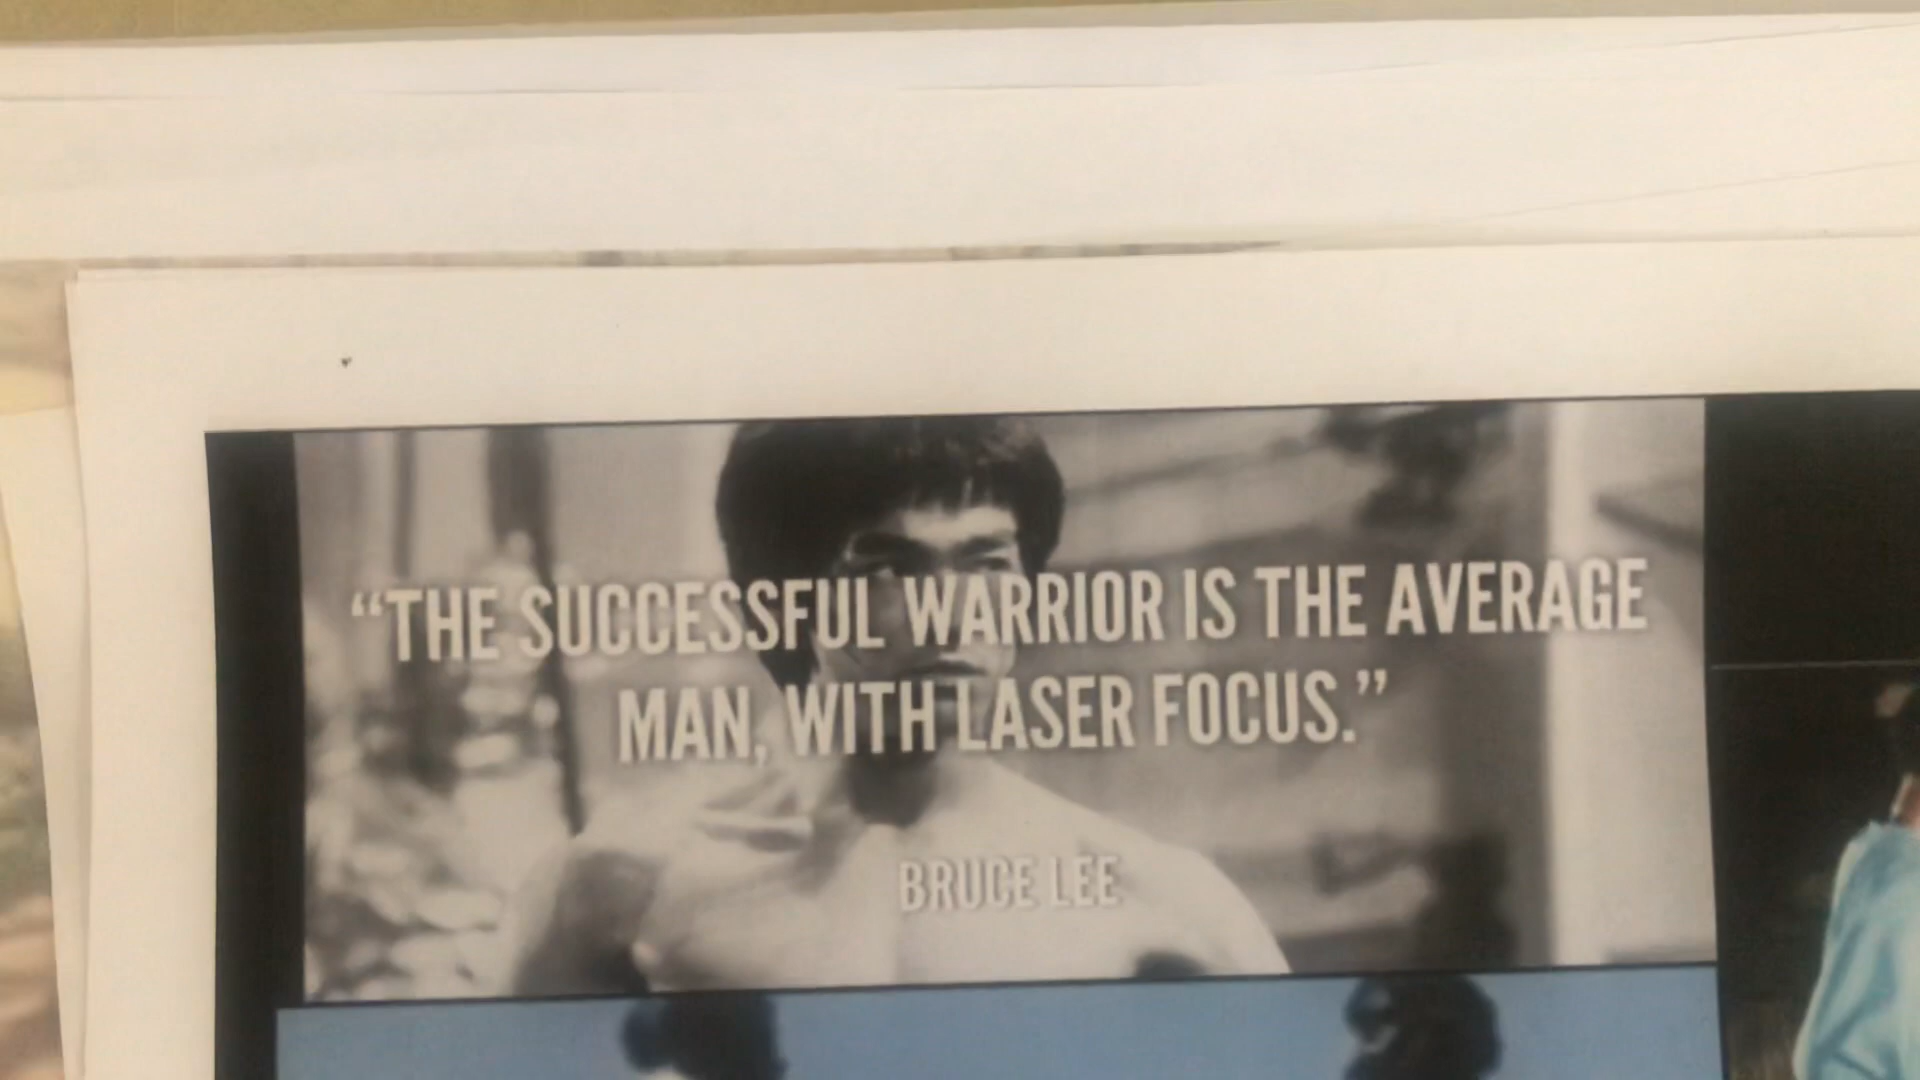 “THE SUCCESSFUL WARRIOR IS THE AVERAGE
MAN, WITH LASER FOCUS.”
BRUCE LEE